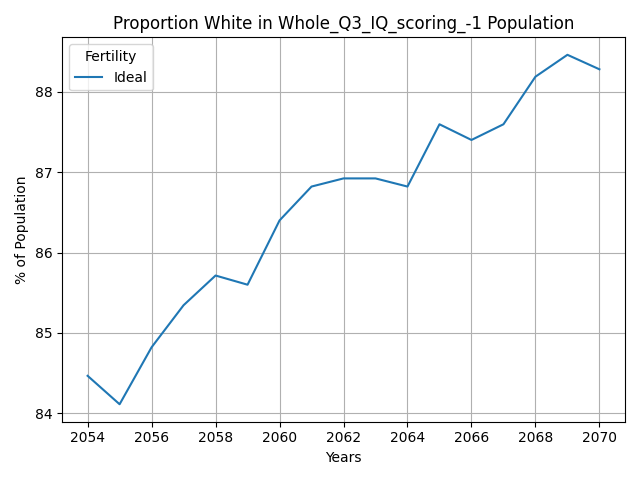 Proportion White in Whole_Q3_IQ_scoring_-1 Population
Fertility
Ideal
% of Population
88
87
86
85
84
2054 2056 2058 2060 2062 2064 2066 2068 2070
Years